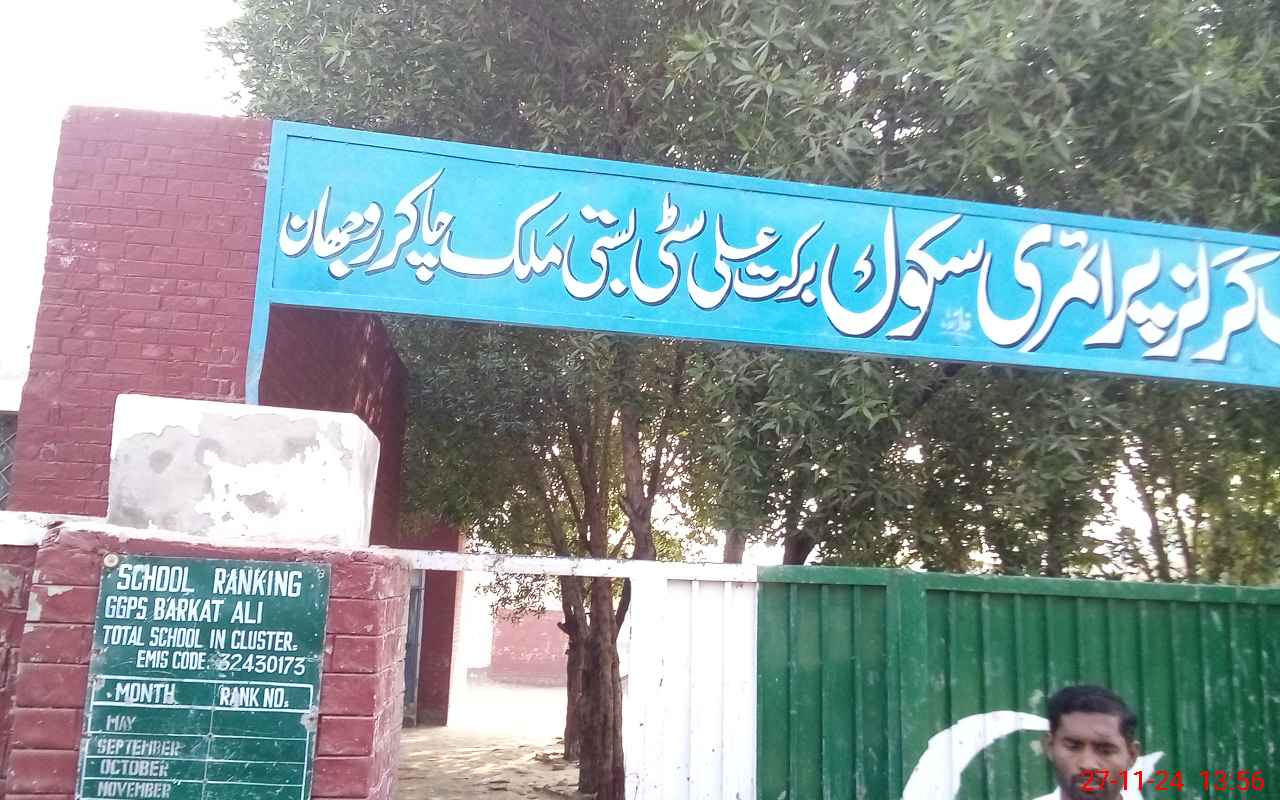 گرلز پرائمری سکول برکت علی سٹی بستی ملک چاکر روجھان
SCHOOL RANKING
GGPS BARKAT ALI
TOTAL SCHOOL IN CLUSTER:
EMIS CODE: 32430173
MONTH RANK NO:
MAY
SEPTEMBER
OCTOBER
NOVEMBER
27-11-24 13:56